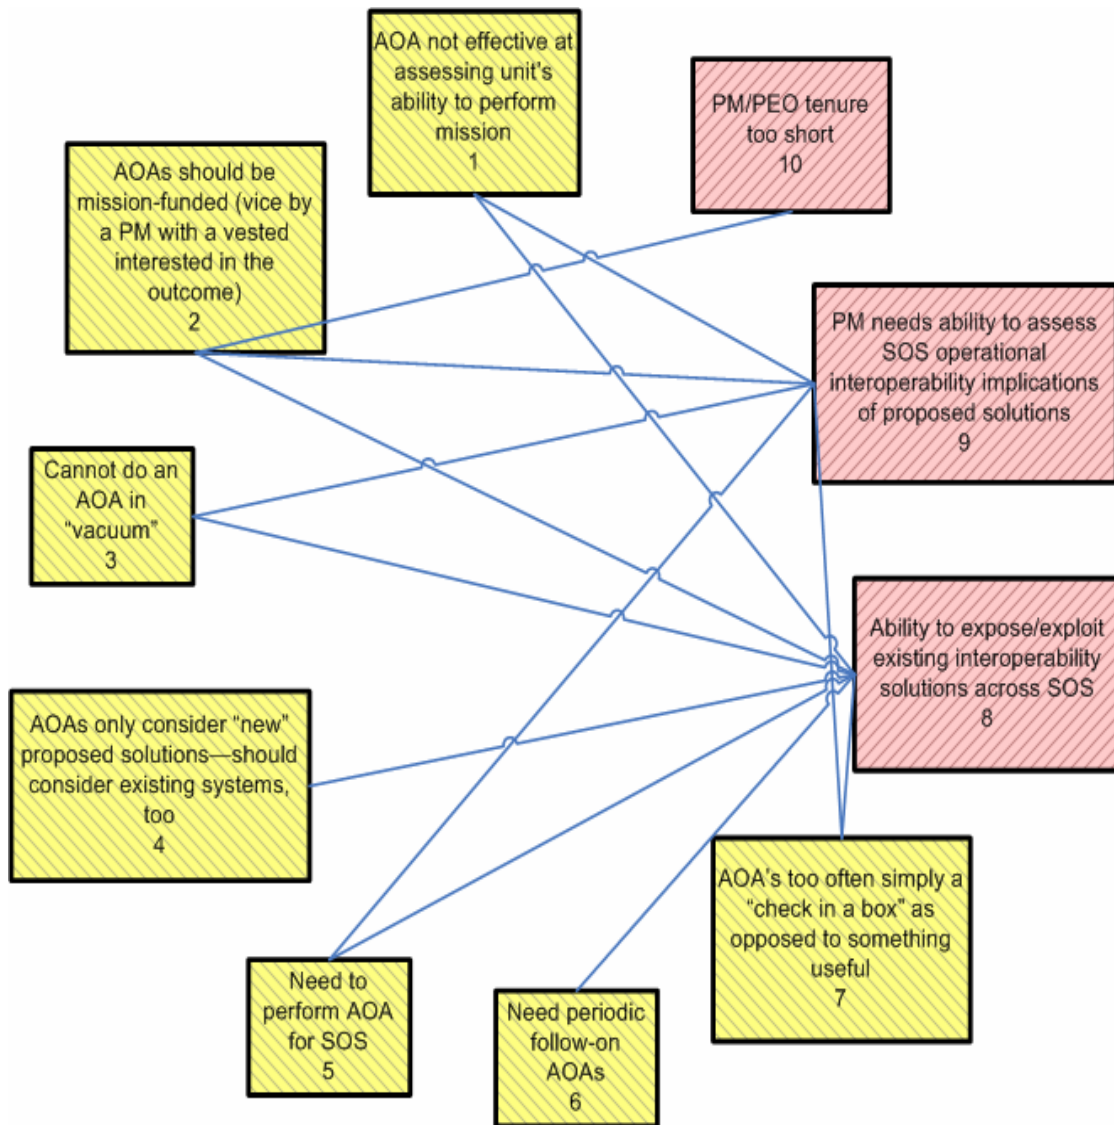 AOA not effective at
assessing unit's
ability to perform
mission
1
PM/PEO tenure
too short
10
AOAs should be
mission-funded (vice by
a PM with a vested
interested in the
outcome)
2
PM needs ability to assess
SOS operational
interoperability implications
of proposed solutions
9
Cannot do an
AOA in
“vacuum”
3
Ability to expose/exploit
existing interoperability
solutions across SOS
8
AOAs only consider “new”
proposed solutions—should
consider existing systems,
too
4
AOA's too often simply a
“check in a box” as
opposed to something
useful
7
Need to
perform AOA
for SOS
5
Need periodic
follow-on
AOAs
6